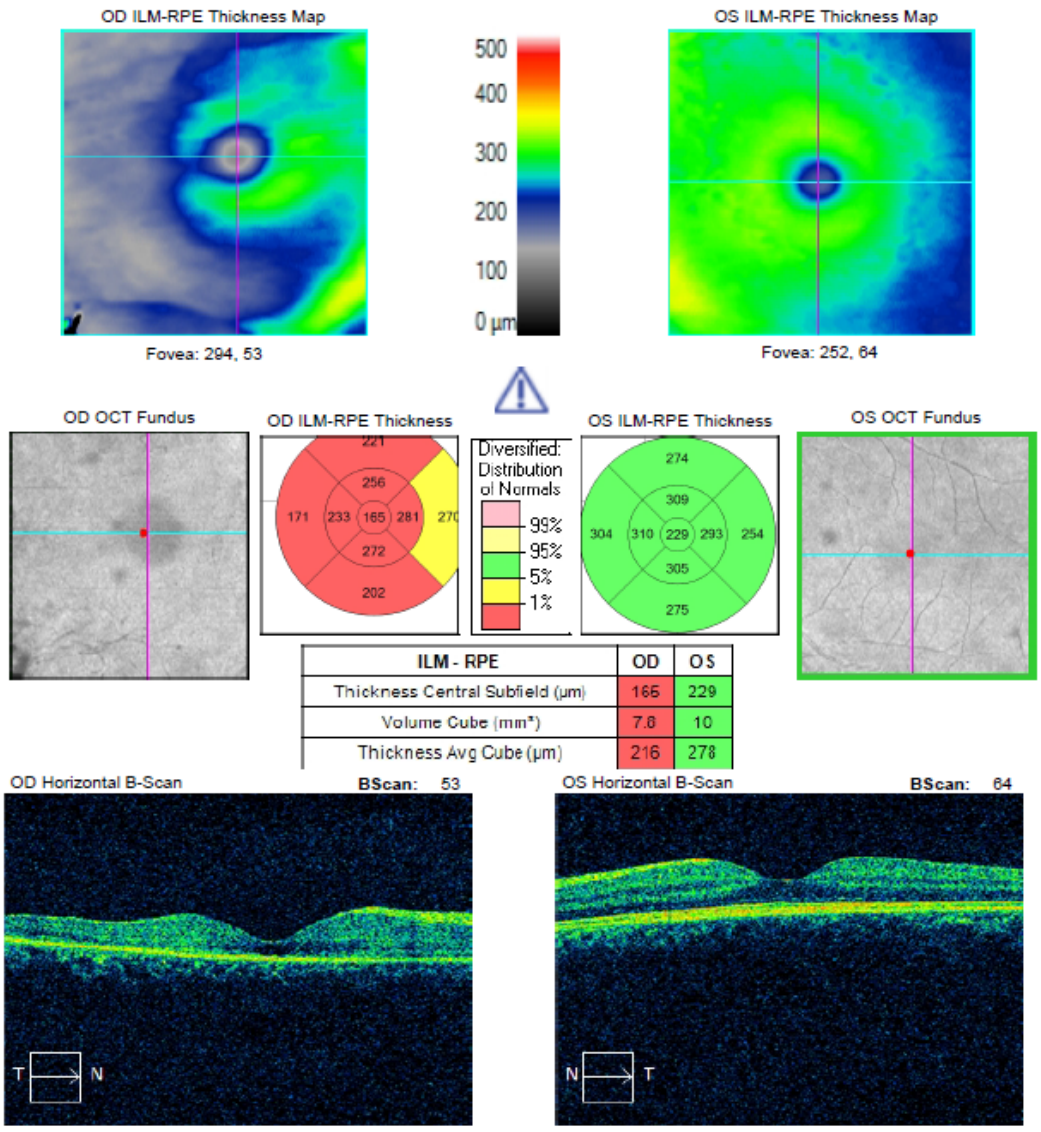 OD ILM-RPE Thickness Map
OS ILM-RPE Thickness Map
500
400
300
200
100
0 µm
Fovea: 294, 53
Fovea: 252, 64
OD OCT Fundus
OD ILM-RPE Thickness
OS ILM-RPE Thickness
OS OCT Fundus
221
256
171 233 165 281 270
272
202
Diversified:
Distribution
of Normals
99%
95%
5%
1%
274
309
304 310 229 293 254
305
275
ILM - RPE OD OS
Thickness Central Subfield (µm) 165 229
Volume Cube (mm³) 7.8 10
Thickness Avg Cube (µm) 216 278
OD Horizontal B-Scan BScan: 53
OS Horizontal B-Scan BScan: 64
T N
N T